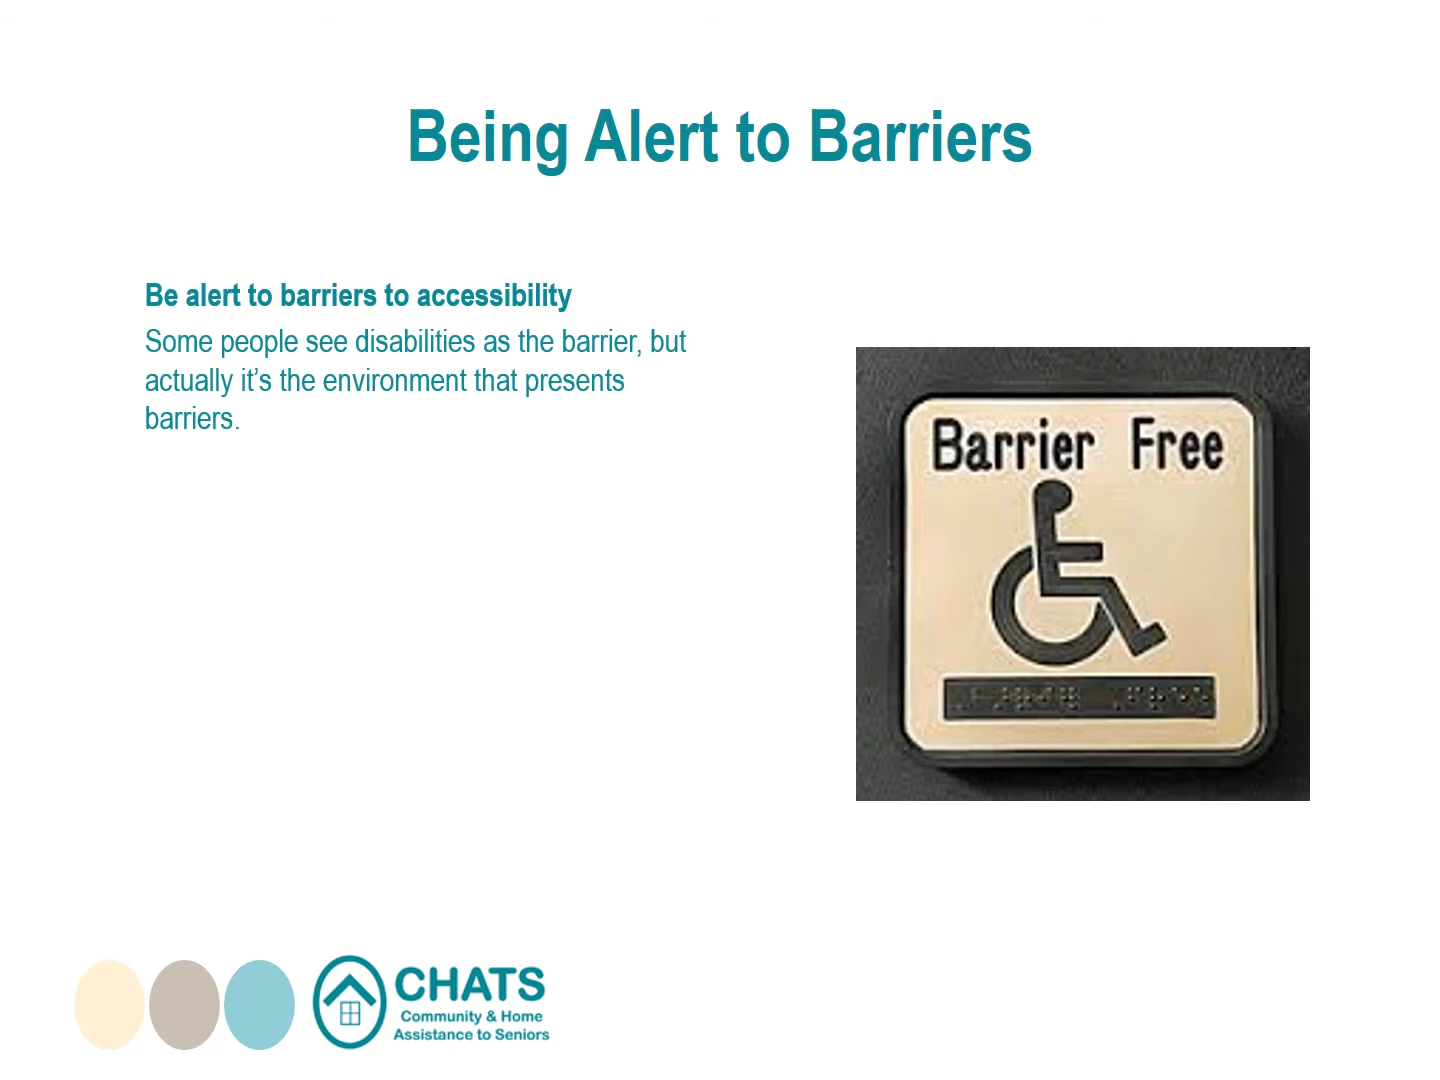 Being Alert to Barriers
Be alert to barriers to accessibility
Some people see disabilities as the barrier, but
actually it’s the environment that presents
barriers.
Barrier Free
CHATS
Community & Home
Assistance to Seniors